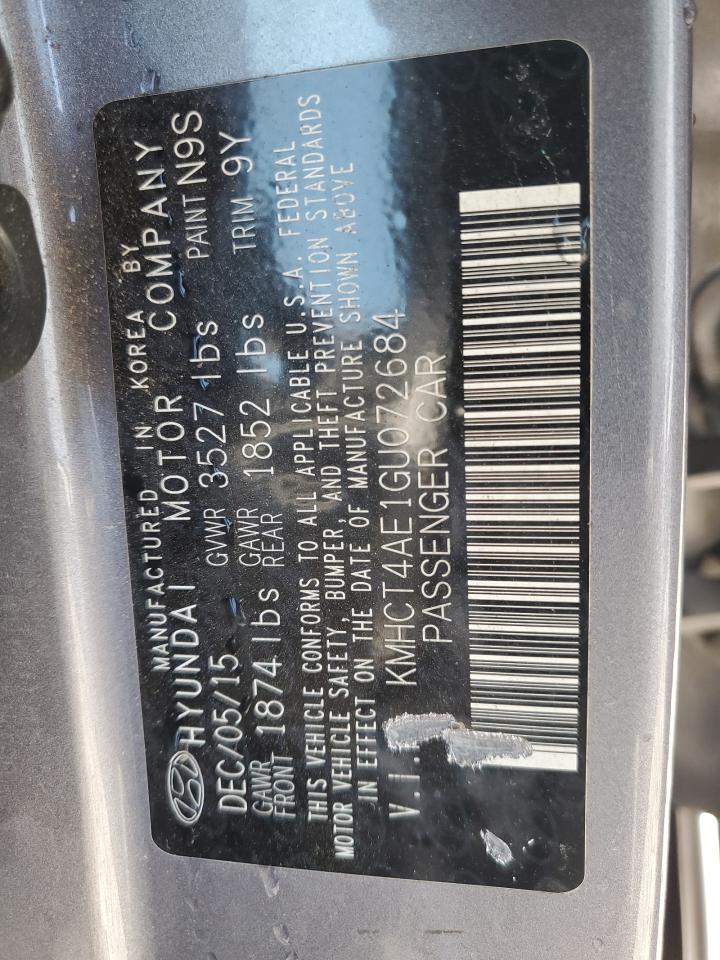 MANUFACTURED IN KOREA BY
HYUNDAI MOTOR COMPANY
DEC/05/15 GVWR 3527 lbs PAINT N9S
GAWR FRONT 1874 lbs GAWR REAR 1852 lbs TRIM 9Y
THIS VEHICLE CONFORMS TO ALL APPLICABLE U.S.A. FEDERAL
MOTOR VEHICLE SAFETY, BUMPER, AND THEFT PREVENTION STANDARDS
IN EFFECT ON THE DATE OF MANUFACTURE SHOWN ABOVE
V.I. KMHCT4AE1GU072684
PASSENGER CAR